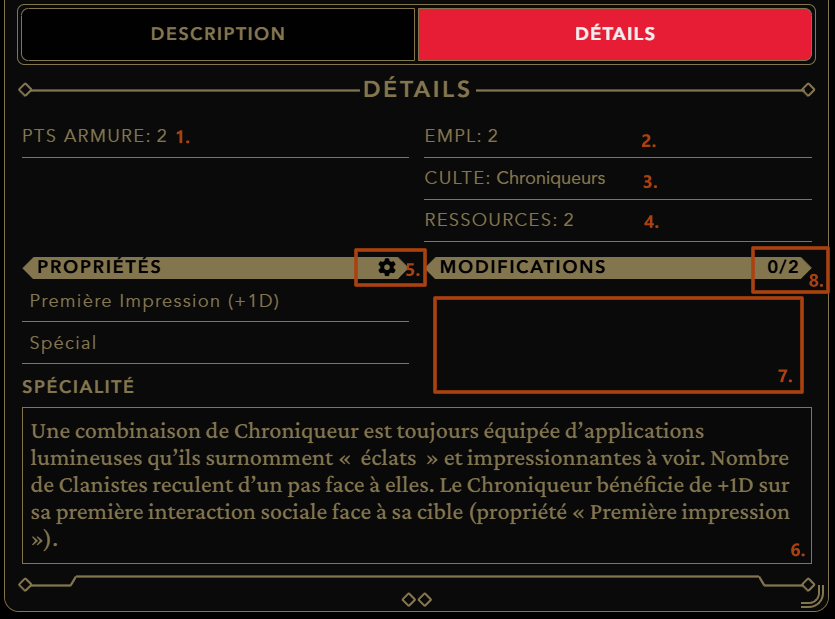 DESCRIPTION
DÉTAILS
DÉTAILS
PTS ARMURE: 2 1.
EMPL: 2 2.
CULTE: Chroniqueurs 3.
RESSOURCES: 2 4.
PROPRIÉTÉS 5.
MODIFICATIONS 0/2 8.
Première Impression (+1D)
Spécial
7.
SPÉCIALITÉ
Une combinaison de Chroniqueur est toujours équipée d’applications
lumineuses qu’ils surnomment «  éclats  » et impressionnantes à voir. Nombre
de Clanistes reculent d’un pas face à elles. Le Chroniqueur bénéficie de +1D sur
sa première interaction sociale face à sa cible (propriété « Première impression
»).
6.